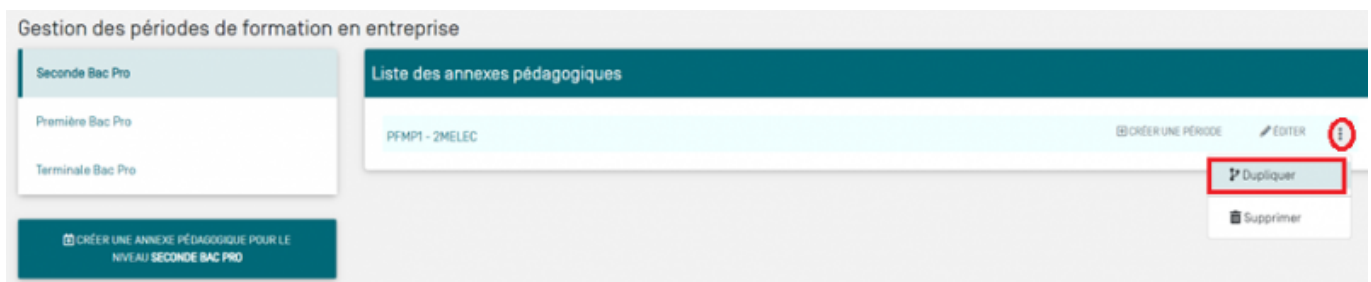 Gestion des périodes de formation en entreprise
Seconde Bac Pro
Première Bac Pro
Terminale Bac Pro
CRÉER UNE ANNEXE PÉDAGOGIQUE POUR LE
NIVEAU SECONDE BAC PRO
Liste des annexes pédagogiques
PFMP1 - 2MELEC
CRÉER UNE PÉRIODE
ÉDITER
Dupliquer
Supprimer